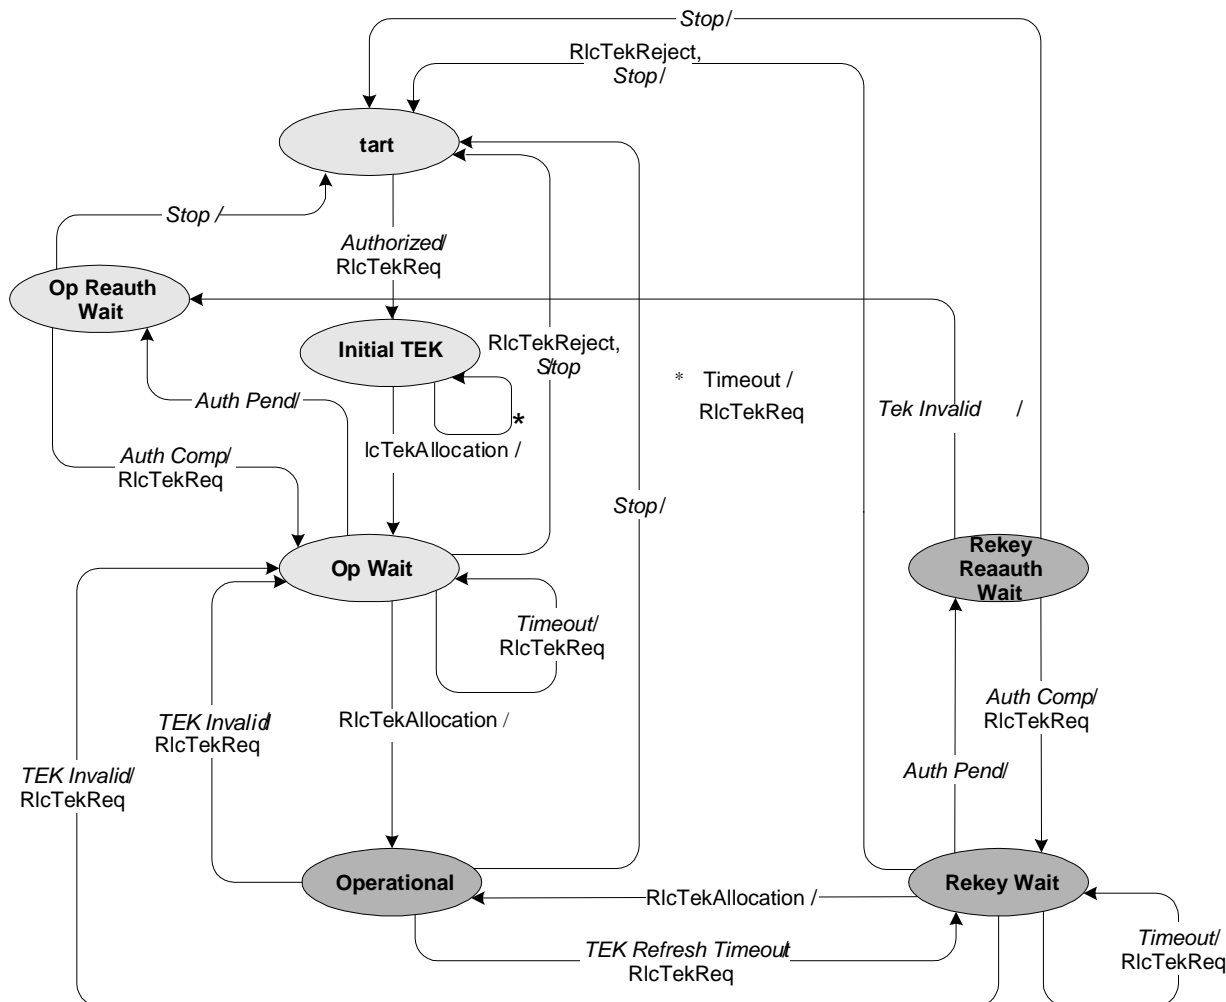 Stop/
RlcTekReject,
Stop/
tart
Stop /
Authorized/
RlcTekReq
Op Reauth
Wait
Initial TEK
RlcTekReject,
Stop
/
* Timeout /
RlcTekReq
Tek Invalid /
Auth Pend/
*
lcTekAllocation /
Auth Comp/
RlcTekReq
Stop/
Op Wait
Rekey
Reaauth
Wait
Timeout/
RlcTekReq
RlcTekAllocation /
TEK Invalid/
RlcTekReq
Auth Comp/
RlcTekReq
TEK Invalid/
RlcTekReq
Auth Pend/
Operational
Rekey Wait
RlcTekAllocation /
TEK Refresh Timeout/
RlcTekReq
Timeout/
RlcTekReq